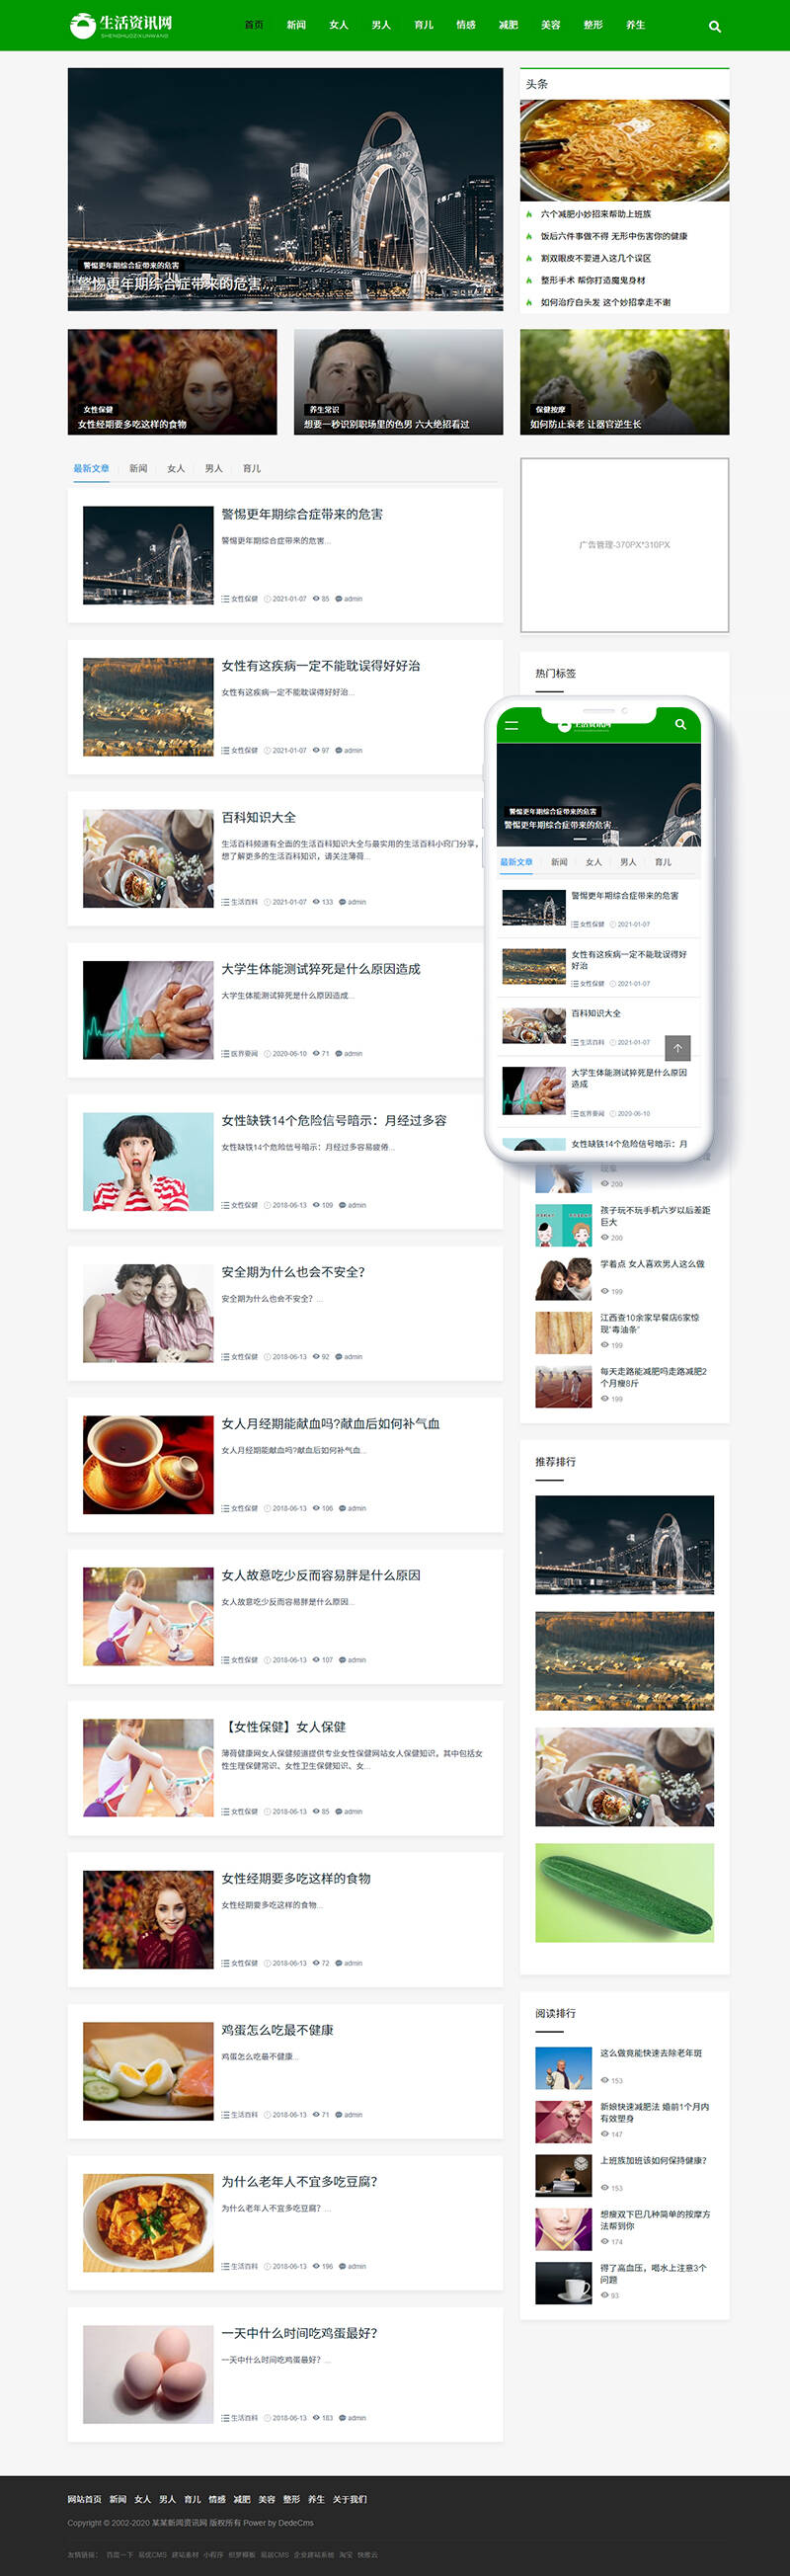 生活资讯网
SHENGHUOZIXUNWANG
首页 新闻 女人 男人 育儿 情感 减肥 美容 整形 养生
警惕更年期综合症带来的危害
警惕更年期综合症带来的危害
头条
六个减肥小妙招来帮助上班族
饭后六件事做不得 无形中伤害你的健康
割双眼皮不要进入这几个误区
整形手术 帮你打造魔鬼身材
如何治疗白头发 这个妙招拿走不谢
女性保健
女性经期要多吃这样的食物
养生常识
想要一秒识别职场里的色男 六大绝招看过
保健按摩
如何防止衰老 让器官逆生长
最新文章 新闻 女人 男人 育儿
警惕更年期综合症带来的危害
警惕更年期综合症带来的危害...
女性保健 2021-01-07 85 admin
女性有这疾病一定不能耽误得好好治
女性有这疾病一定不能耽误得好好治...
女性保健 2021-01-07 97 admin
百科知识大全
生活百科频道有全面的生活百科知识大全与最实用的生活百科小窍门分享,
想了解更多的生活百科知识，请关注薄荷...
生活百科 2021-01-07 133 admin
大学生体能测试猝死是什么原因造成
大学生体能测试猝死是什么原因造成...
医界要闻 2020-06-10 71 admin
女性缺铁14个危险信号暗示：月经过多容
女性缺铁14个危险信号暗示：月经过多容易疲倦...
女性保健 2018-06-13 109 admin
安全期为什么也会不安全?
安全期为什么也会不安全？...
女性保健 2018-06-13 92 admin
女人月经期能献血吗?献血后如何补气血
女人月经期能献血吗?献血后如何补气血...
女性保健 2018-06-13 106 admin
女人故意吃少反而容易胖是什么原因
女人故意吃少反而容易胖是什么原因...
女性保健 2018-06-13 107 admin
【女性保健】女人保健
薄荷健康网女人保健频道提供专业女性保健网站女人保健知识，其中包括女
性生理保健常识、女性卫生保健知识、女...
女性保健 2018-06-13 85 admin
女性经期要多吃这样的食物
女性经期要多吃这样的食物...
女性保健 2018-06-13 72 admin
鸡蛋怎么吃最不健康
鸡蛋怎么吃最不健康...
生活百科 2018-06-13 71 admin
为什么老年人不宜多吃豆腐?
为什么老年人不宜多吃豆腐？...
生活百科 2018-06-13 196 admin
一天中什么时间吃鸡蛋最好?
一天中什么时间吃鸡蛋最好？...
生活百科 2018-06-13 183 admin
广告管理-370PX*310PX
热门标签
警惕更年期综合症带来的危害
警惕更年期综合症带来的危害
最新文章 新闻 女人 男人 育儿
警惕更年期综合症带来的危害
女性保健 2021-01-07
女性有这疾病一定不能耽误得好
好治
女性保健 2021-01-07
百科知识大全
生活百科 2021-01-07
大学生体能测试猝死是什么原因
造成
医界要闻 2020-06-10
女性缺铁14个危险信号暗示：月
200
孩子玩不玩手机六岁以后差距
巨大
200
学着点 女人喜欢男人这么做
199
江西查10余家早餐店6家惊
现"毒油条"
199
每天走路能减肥吗走路减肥2
个月瘦8斤
199
推荐排行
阅读排行
这么做竟能快速去除老年斑
153
新娘快速减肥法 婚前1个月内
有效塑身
147
上班族加班该如何保持健康?
153
想瘦双下巴几种简单的按摩方
法帮到你
174
得了高血压，喝水上注意3个
问题
93
网站首页 新闻 女人 男人 育儿 情感 减肥 美容 整形 养生 关于我们
Copyright © 2002-2020 某某新闻资讯网 版权所有 Power by DedeCms
友情链接： 百度一下 易优CMS 建站素材 小程序 织梦模板 易居CMS 企业建站系统 淘宝